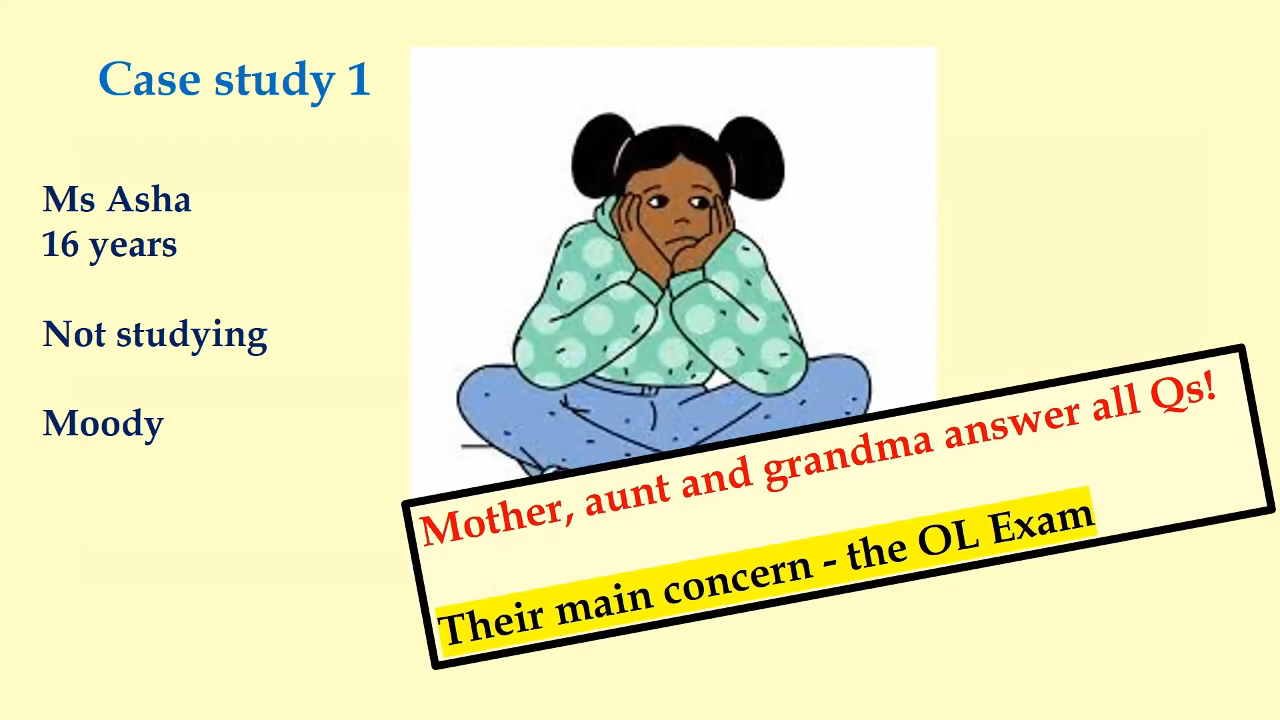 Case study 1
Ms Asha
16 years
Not studying
Moody
Mother, aunt and grandma answer all Qs!
Their main concern - the OL Exam